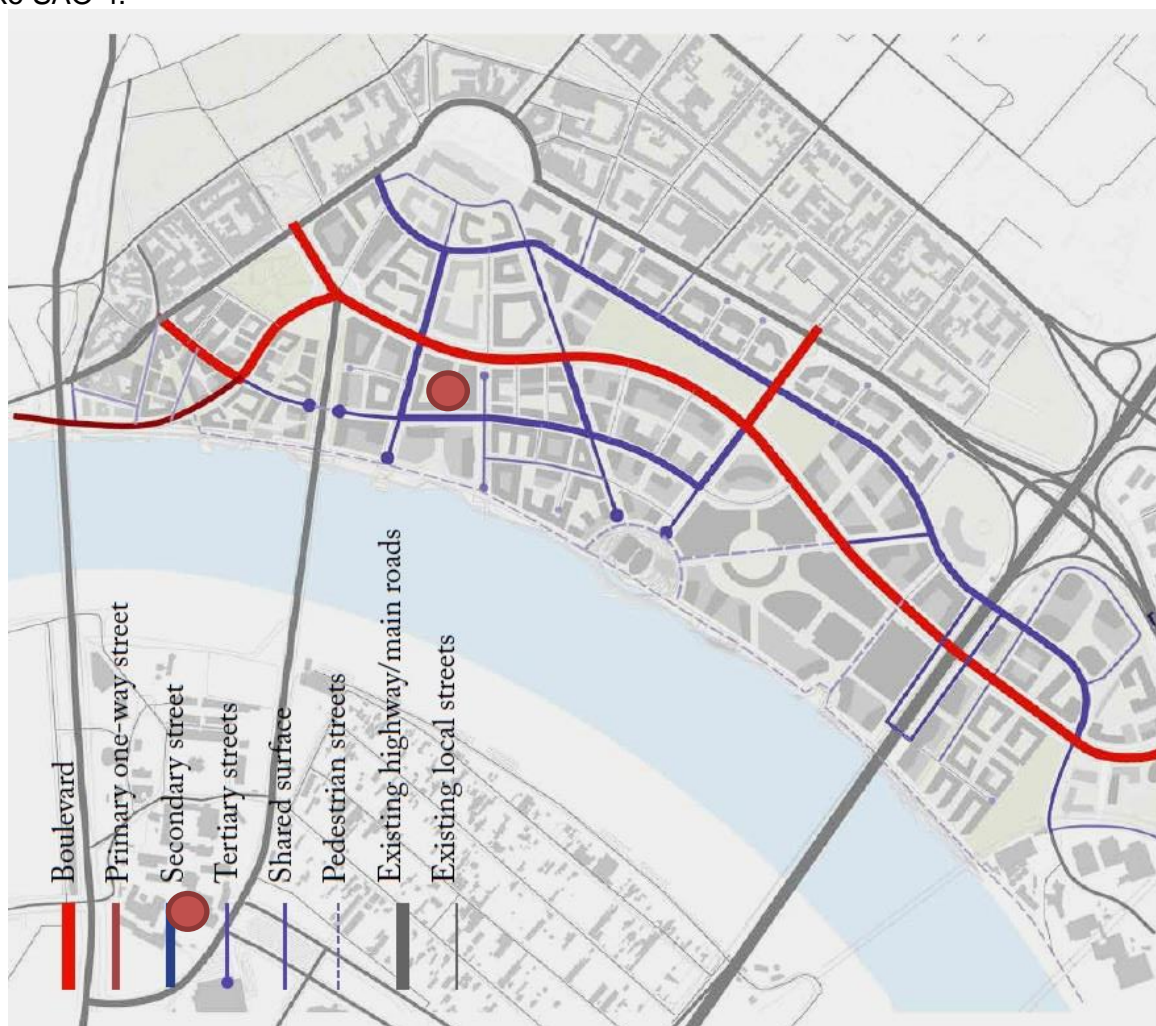 Boulevard
Primary one-way street
Secondary street
Tertiary streets
Shared surface
Pedestrian streets
Existing highway/main roads
Existing local streets